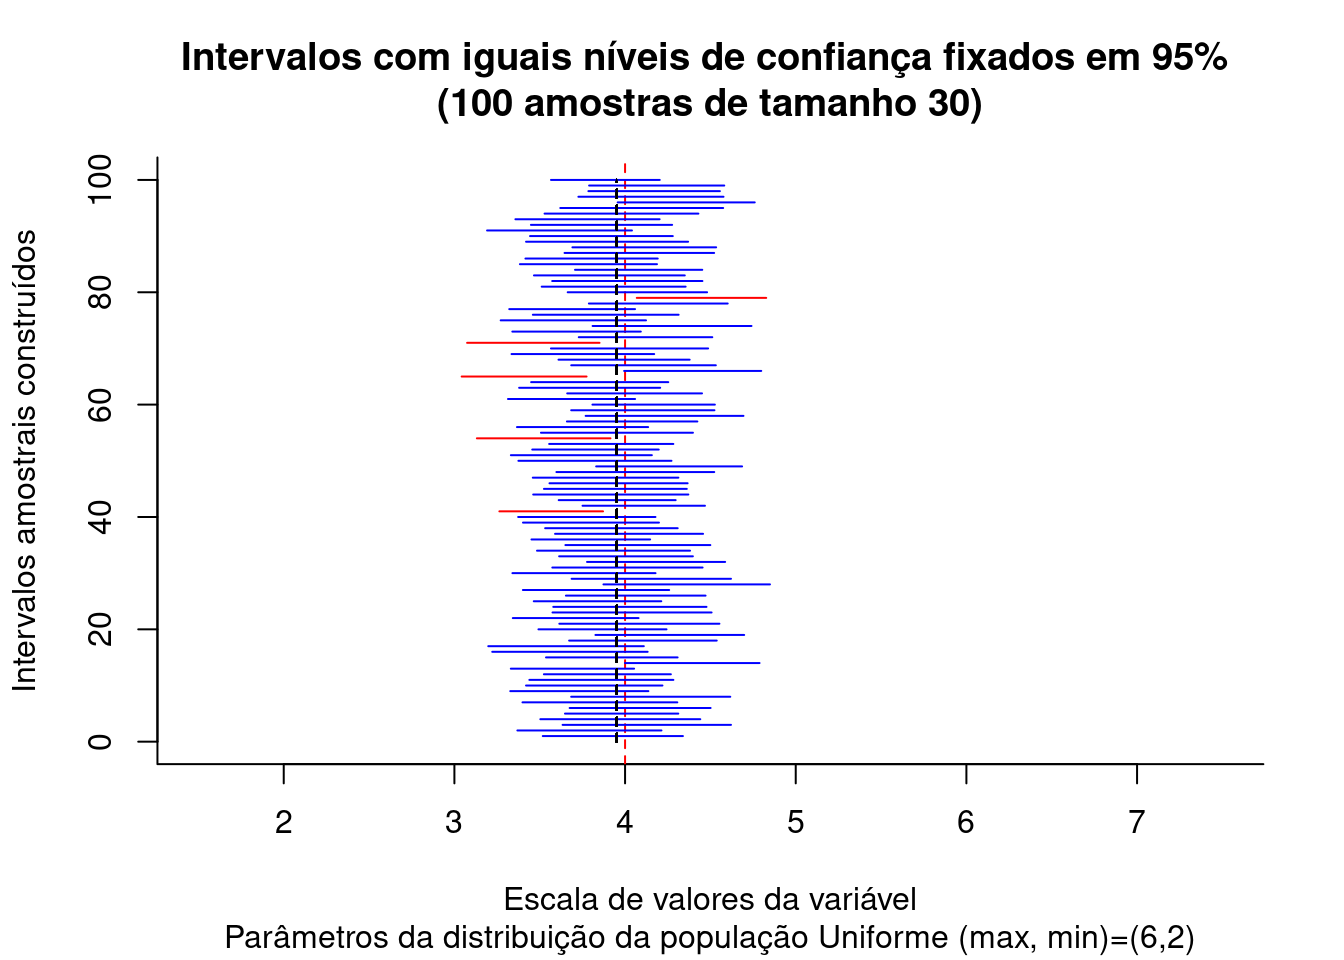 Intervalos com iguais níveis de confiança fixados em 95%
(100 amostras de tamanho 30)
Intervalos amostrais construídos
100
80
60
40
20
0
2 3 4 5 6 7
Escala de valores da variável
Parâmetros da distribuição da população Uniforme (max, min)=(6,2)